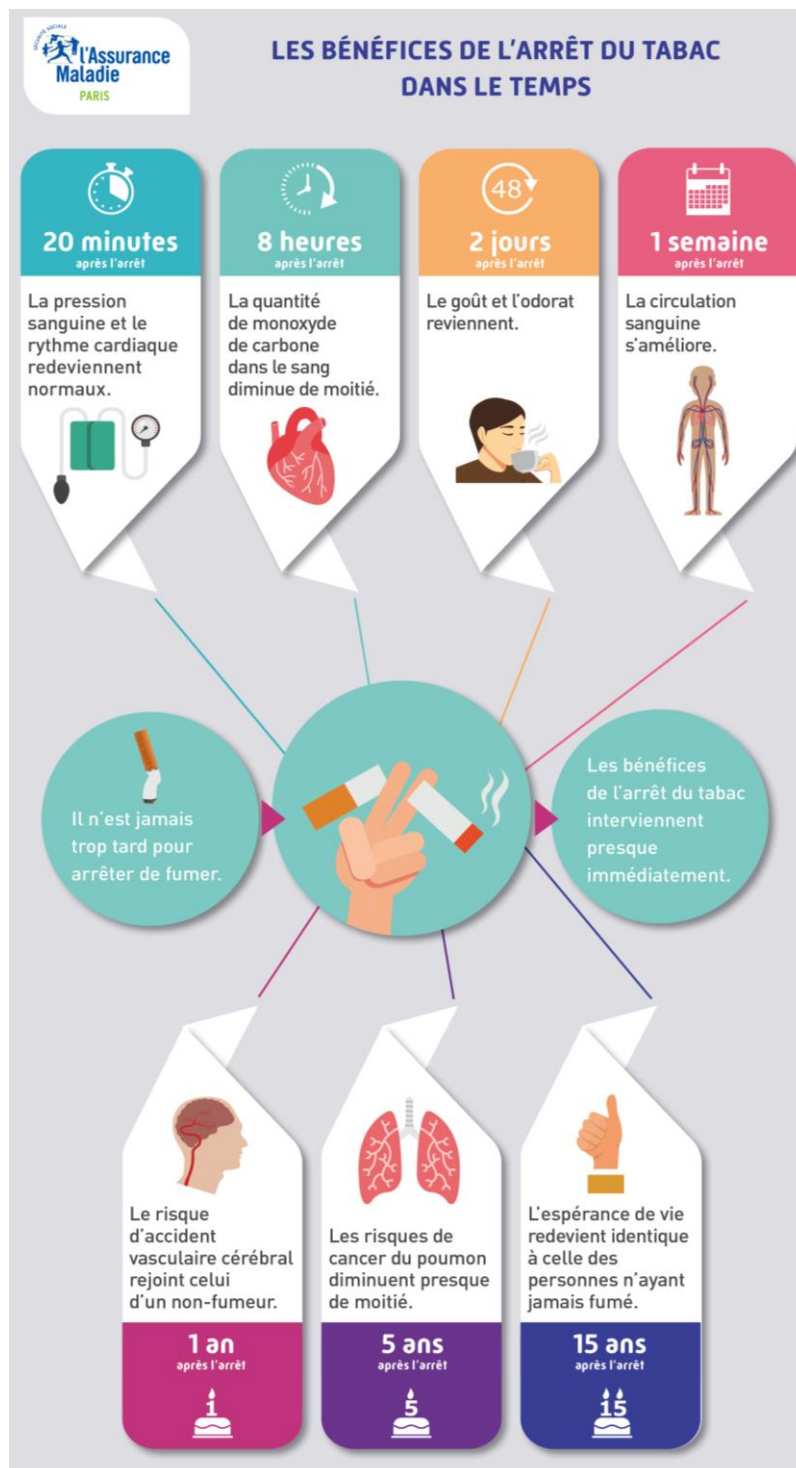 SÉCURITÉ SOCIALE
l'Assurance
Maladie
PARIS
LES BÉNÉFICES DE L'ARRÊT DU TABAC
DANS LE TEMPS
20 minutes
après l'arrêt
La pression
sanguine et le
rythme cardiaque
redeviennent
normaux.
8 heures
après l'arrêt
La quantité
de monoxyde
de carbone
dans le sang
diminue de moitié.
48
2 jours
après l'arrêt
Le goût et l'odorat
reviennent.
1 semaine
après l'arrêt
La circulation
sanguine
s'améliore.
Il n'est jamais
trop tard pour
arrêter de fumer.
Les bénéfices
de l'arrêt du tabac
interviennent
presque
immédiatement.
Le risque
d'accident
vasculaire cérébral
rejoint celui
d'un non-fumeur.
1 an
après l'arrêt
1
Les risques de
cancer du poumon
diminuent presque
de moitié.
5 ans
après l'arrêt
5
L'espérance de vie
redevient identique
à celle des
personnes n'ayant
jamais fumé.
15 ans
après l'arrêt
15